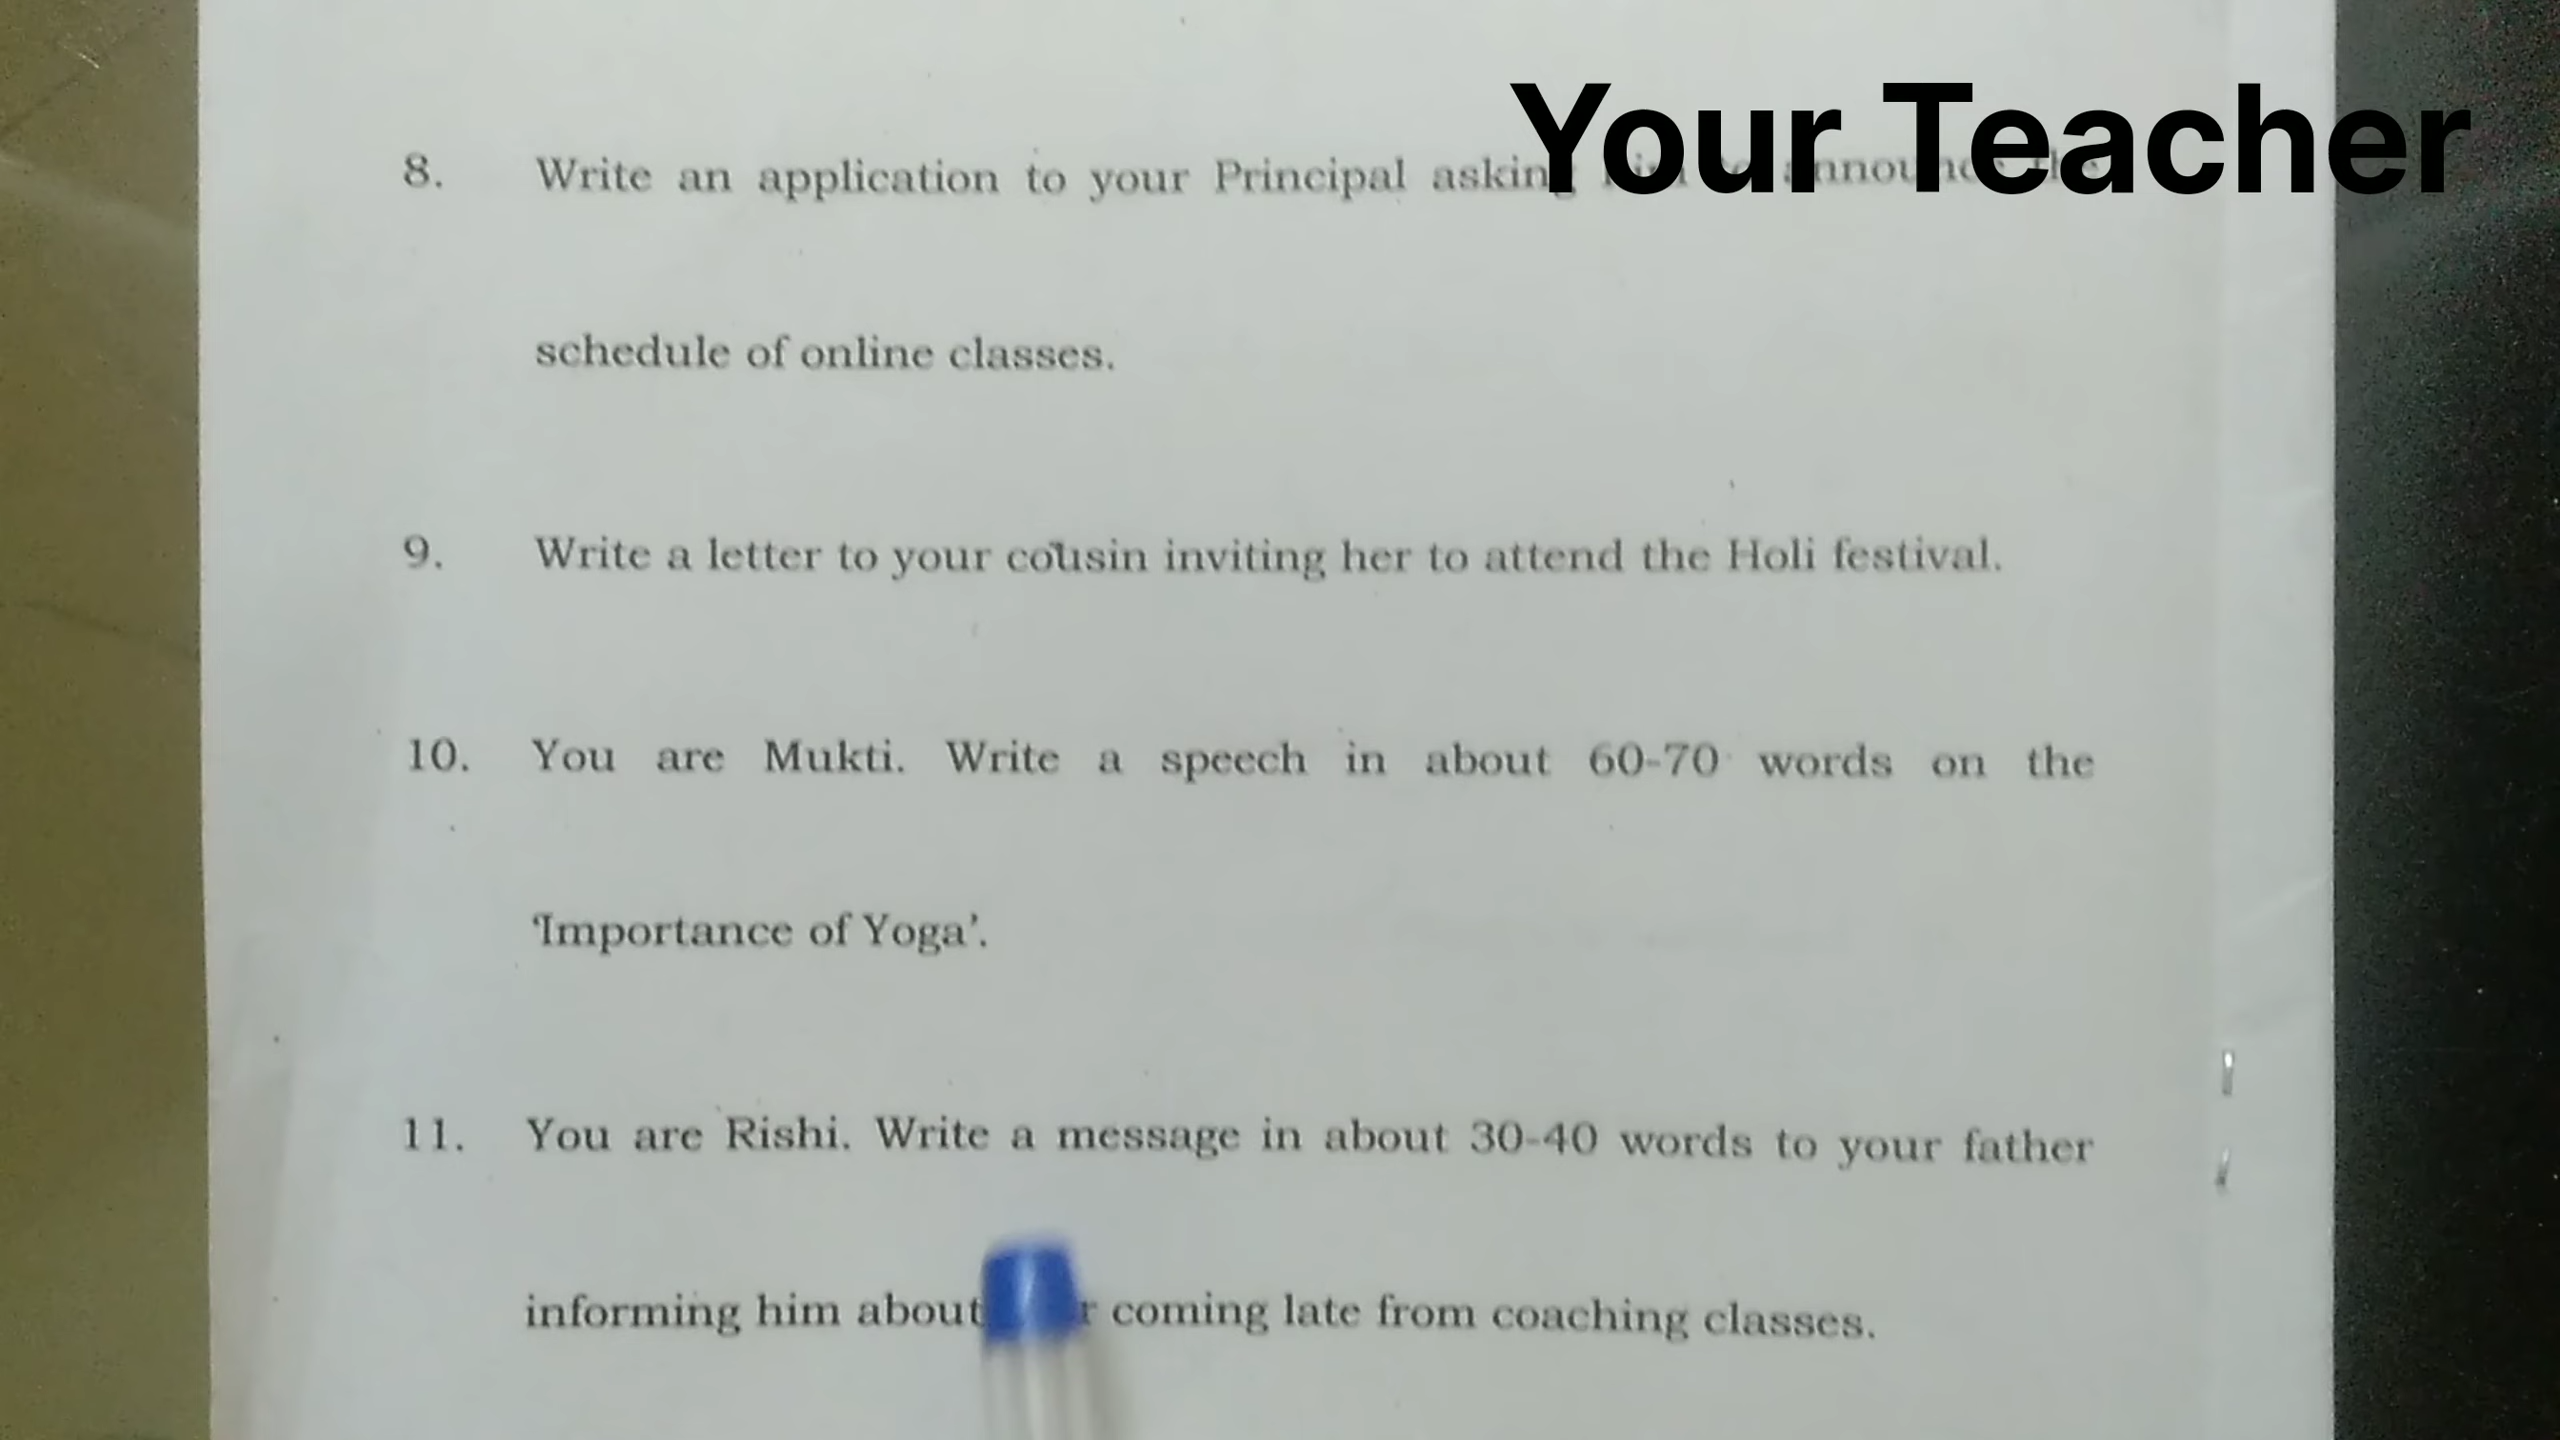 Your Teacher
8. Write an application to your Principal asking announce the
schedule of online classes.
9. Write a letter to your cousin inviting her to attend the Holi festival.
10. You are Mukti. Write a speech in about 60-70 words on the
'Importance of Yoga'.
11. You are Rishi. Write a message in about 30-40 words to your father
informing him about coming late from coaching classes.